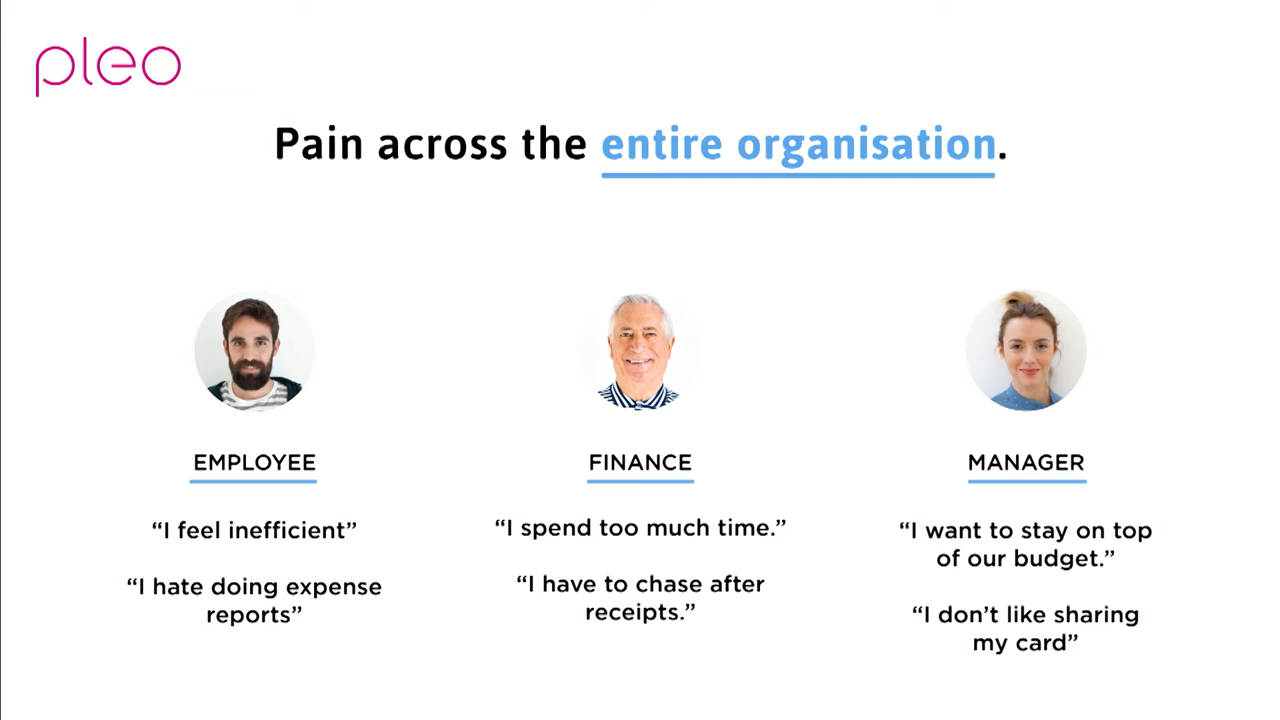 pleo
Pain across the entire organisation.
EMPLOYEE
“I feel inefficient”
“I hate doing expense
reports”
FINANCE
“I spend too much time.”
“I have to chase after
receipts.”
MANAGER
“I want to stay on top
of our budget.”
“I don’t like sharing
my card”